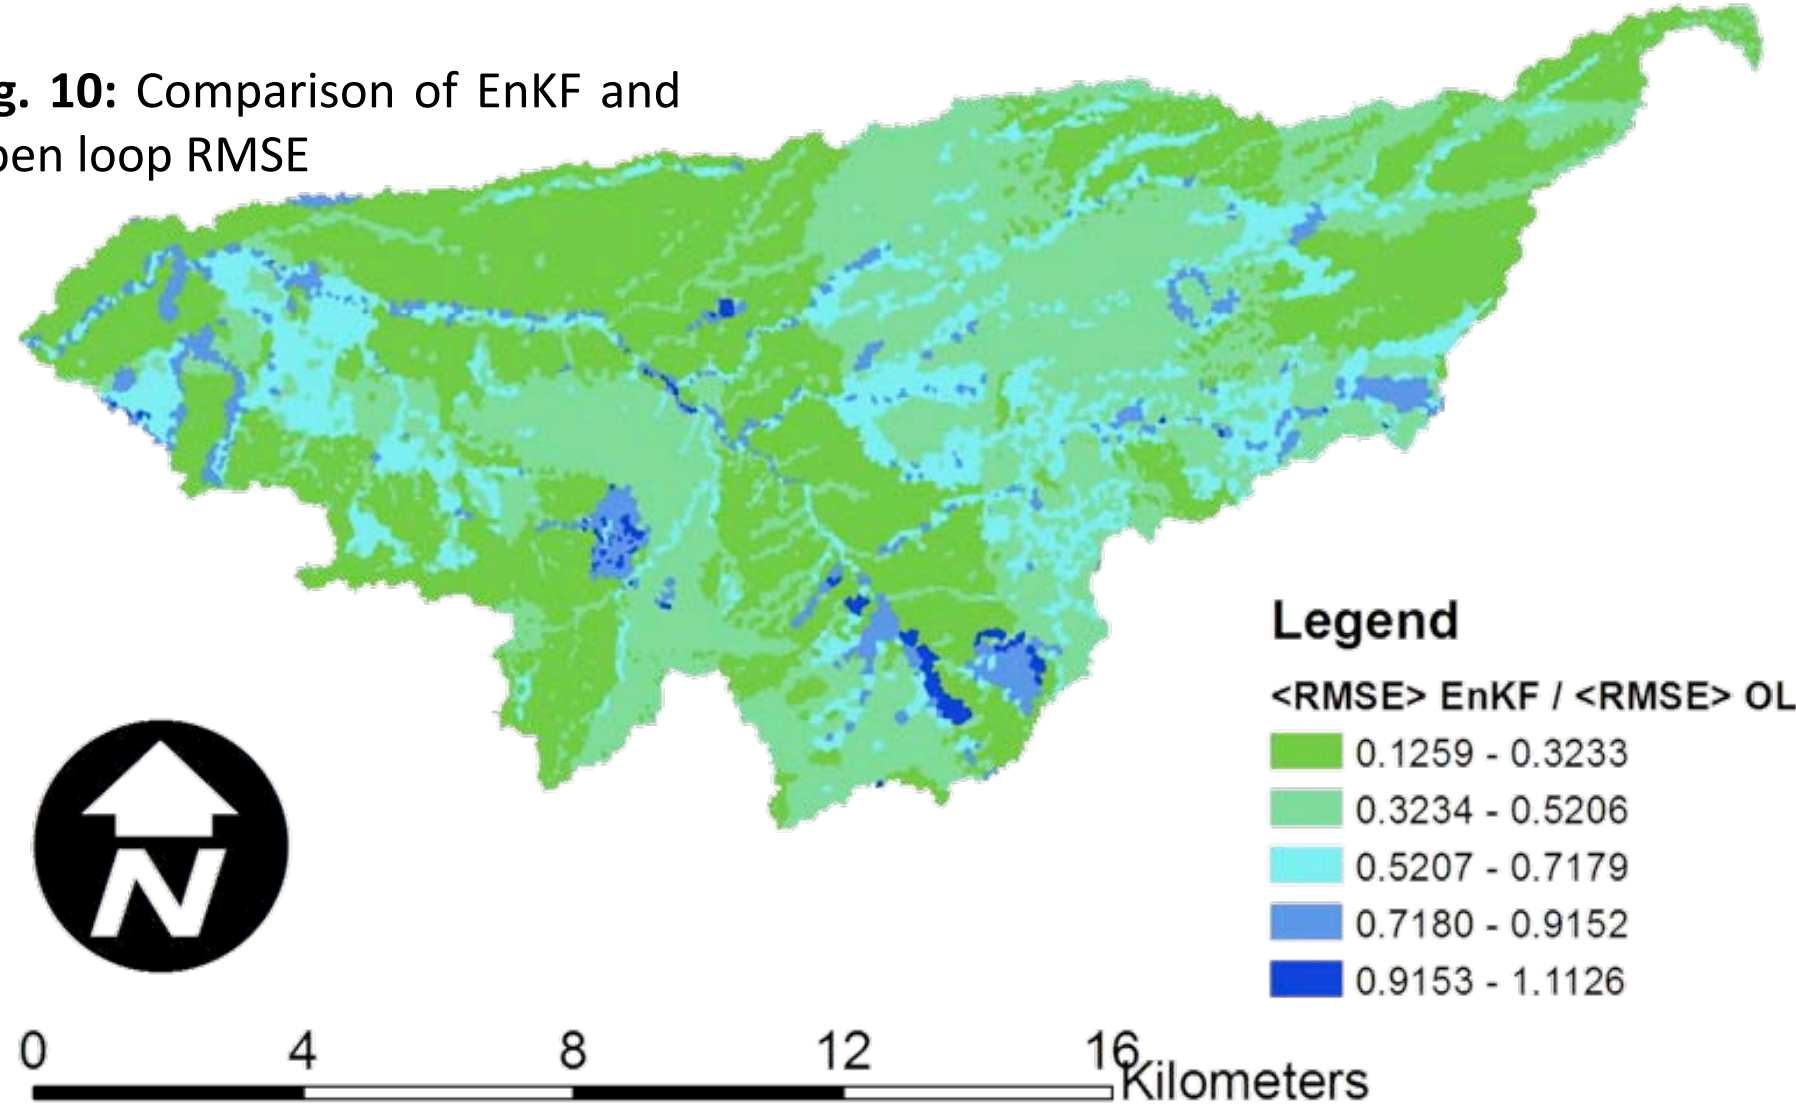 g. 10: Comparison of EnKF and
pen loop RMSE
Legend
<RMSE> EnKF / <RMSE> OL
0.1259 - 0.3233
0.3234 - 0.5206
0.5207 - 0.7179
0.7180 - 0.9152
0.9153 - 1.1126
N
0 4 8 12 16
Kilometers